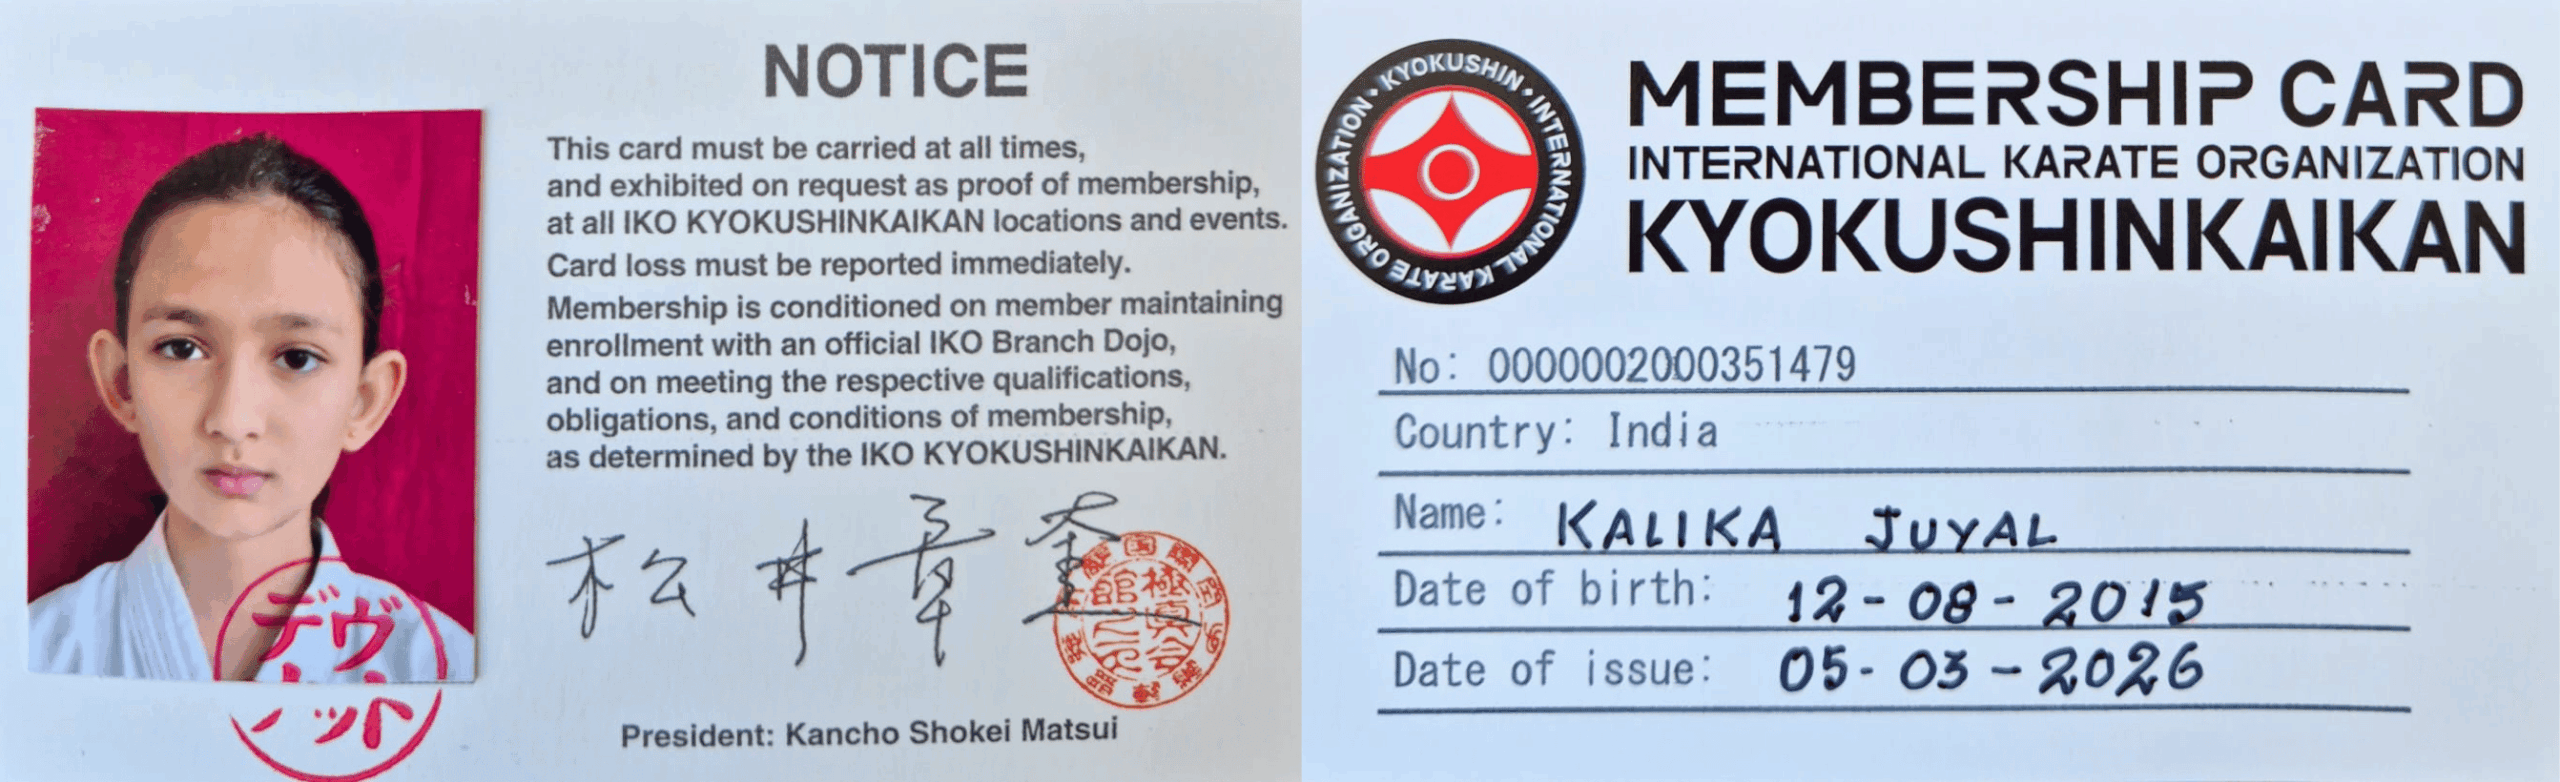 NOTICE
This card must be carried at all times,
and exhibited on request as proof of membership,
at all IKO KYOKUSHINKAIKAN locations and events.
Card loss must be reported immediately.
Membership is conditioned on member maintaining
enrollment with an official IKO Branch Dojo,
and on meeting the respective qualifications,
obligations, and conditions of membership,
as determined by the IKO KYOKUSHINKAIKAN.
松井章奎
President: Kancho Shokei Matsui
KYOKUSHIN • INTERNATIONAL KARATE ORGANIZATION •
MEMBERSHIP CARD
INTERNATIONAL KARATE ORGANIZATION
KYOKUSHINKAIKAN
No: 0000002000351479
Country: India
Name: KALIKA JUYAL
Date of birth: 12-08-2015
Date of issue: 05-03-2026